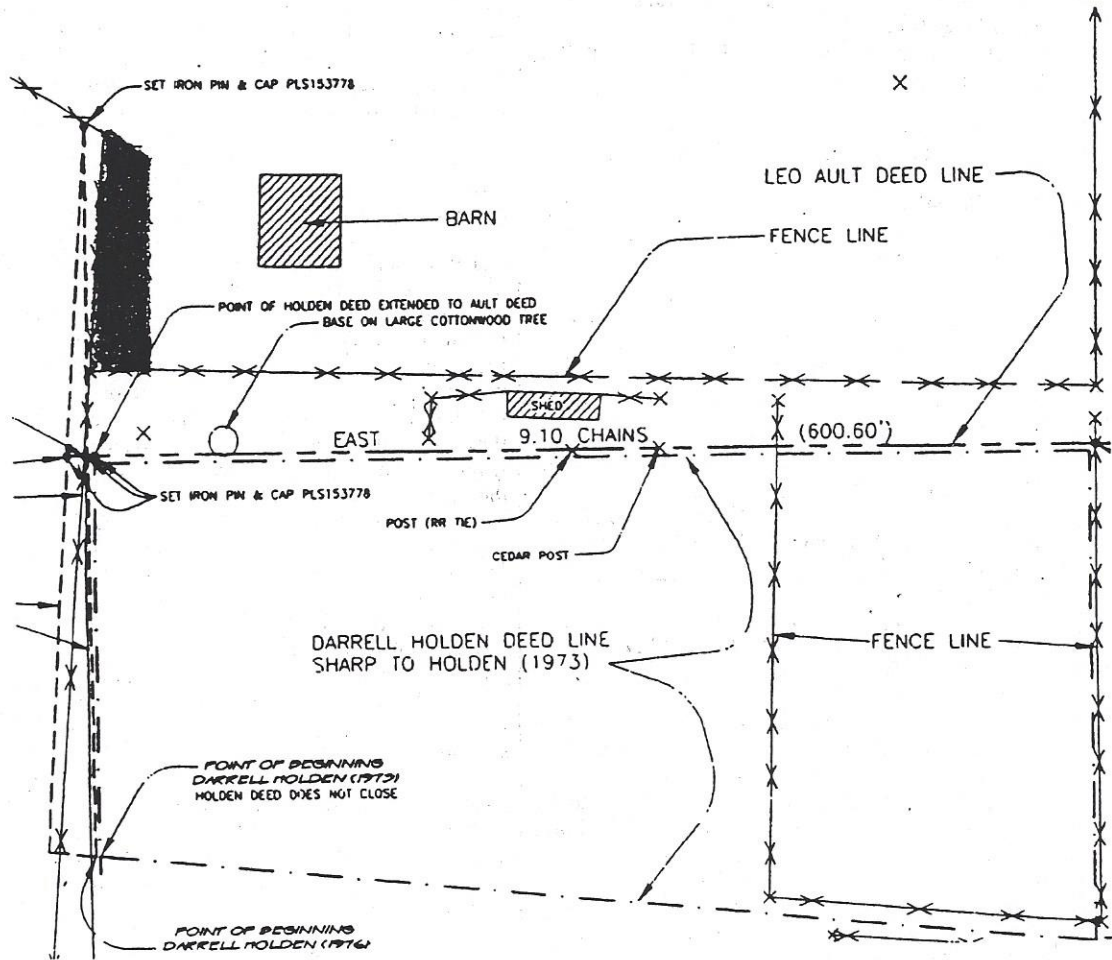 SET IRON PIN & CAP PLS153778
LEO AULT DEED LINE
BARN
FENCE LINE
POINT OF HOLDEN DEED EXTENDED TO AULT DEED
BASE ON LARGE COTTONWOOD TREE
SHED
EAST 9.10 CHAINS (600.60')
SET IRON PIN & CAP PLS153778
POST (RR TIE)
CEDAR POST
DARRELL HOLDEN DEED LINE
SHARP TO HOLDEN (1973)
FENCE LINE
POINT OF BEGINNING
DARRELL HOLDEN (1973)
HOLDEN DEED DOES NOT CLOSE
POINT OF BEGINNING
DARRELL HOLDEN (1976)